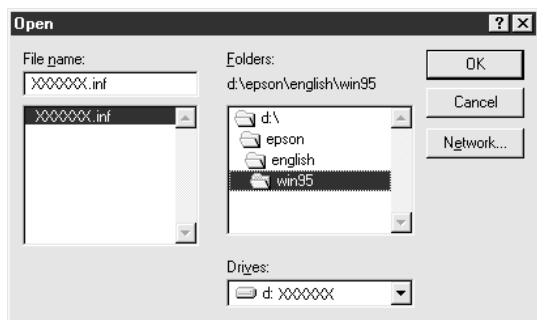 Open
File name:
XXXXXX.inf
XXXXXX.inf
Folders:
d:\epson\english\win95
d:\
epson
english
win95
Drives:
d: XXXXXX
OK
Cancel
Network...